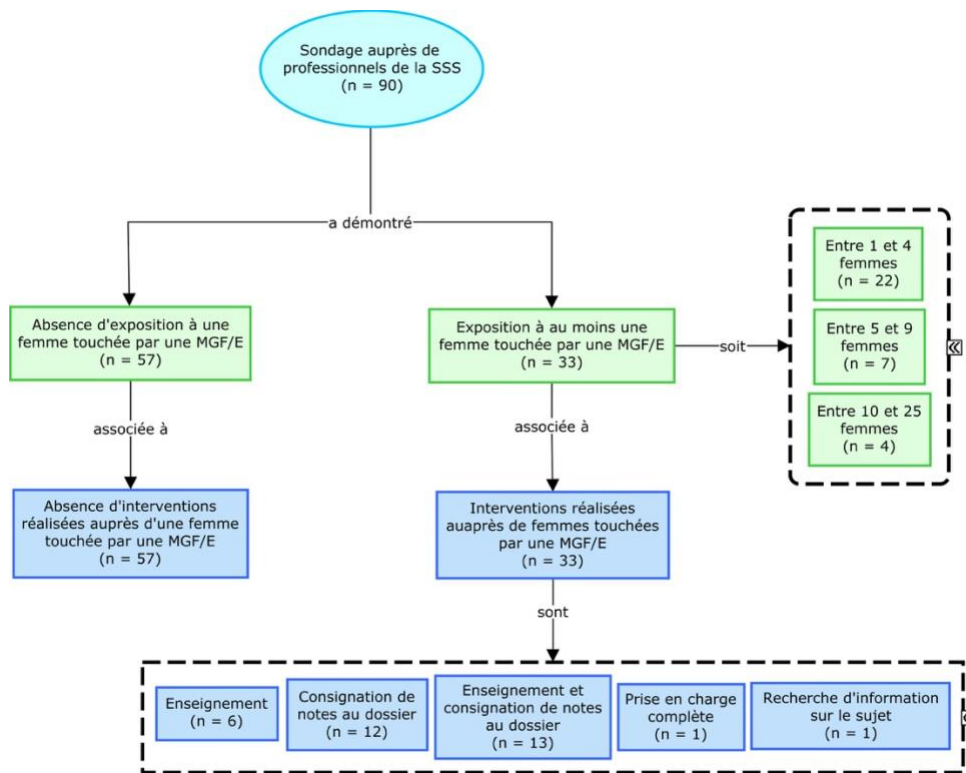 Sondage auprès de
professionnels de la SSS
(n = 90)
a démontré
Absence d'exposition à une
femme touchée par une MGF/E
(n = 57)
Exposition à au moins une
femme touchée par une MGF/E
(n = 33)
soit
Entre 1 et 4
femmes
(n = 22)
Entre 5 et 9
femmes
(n = 7)
Entre 10 et 25
femmes
(n = 4)
associée à
associée à
Absence d'interventions
réalisées auprès d'une femme
touchée par une MGF/E
(n = 57)
Interventions réalisées
auaprès de femmes touchées
par une MGF/E
(n = 33)
sont
Enseignement
(n = 6)
Consignation de
notes au dossier
(n = 12)
Enseignement et
consignation de notes
au dossier
(n = 13)
Prise en charge
complète
(n = 1)
Recherche d'information
sur le sujet
(n = 1)